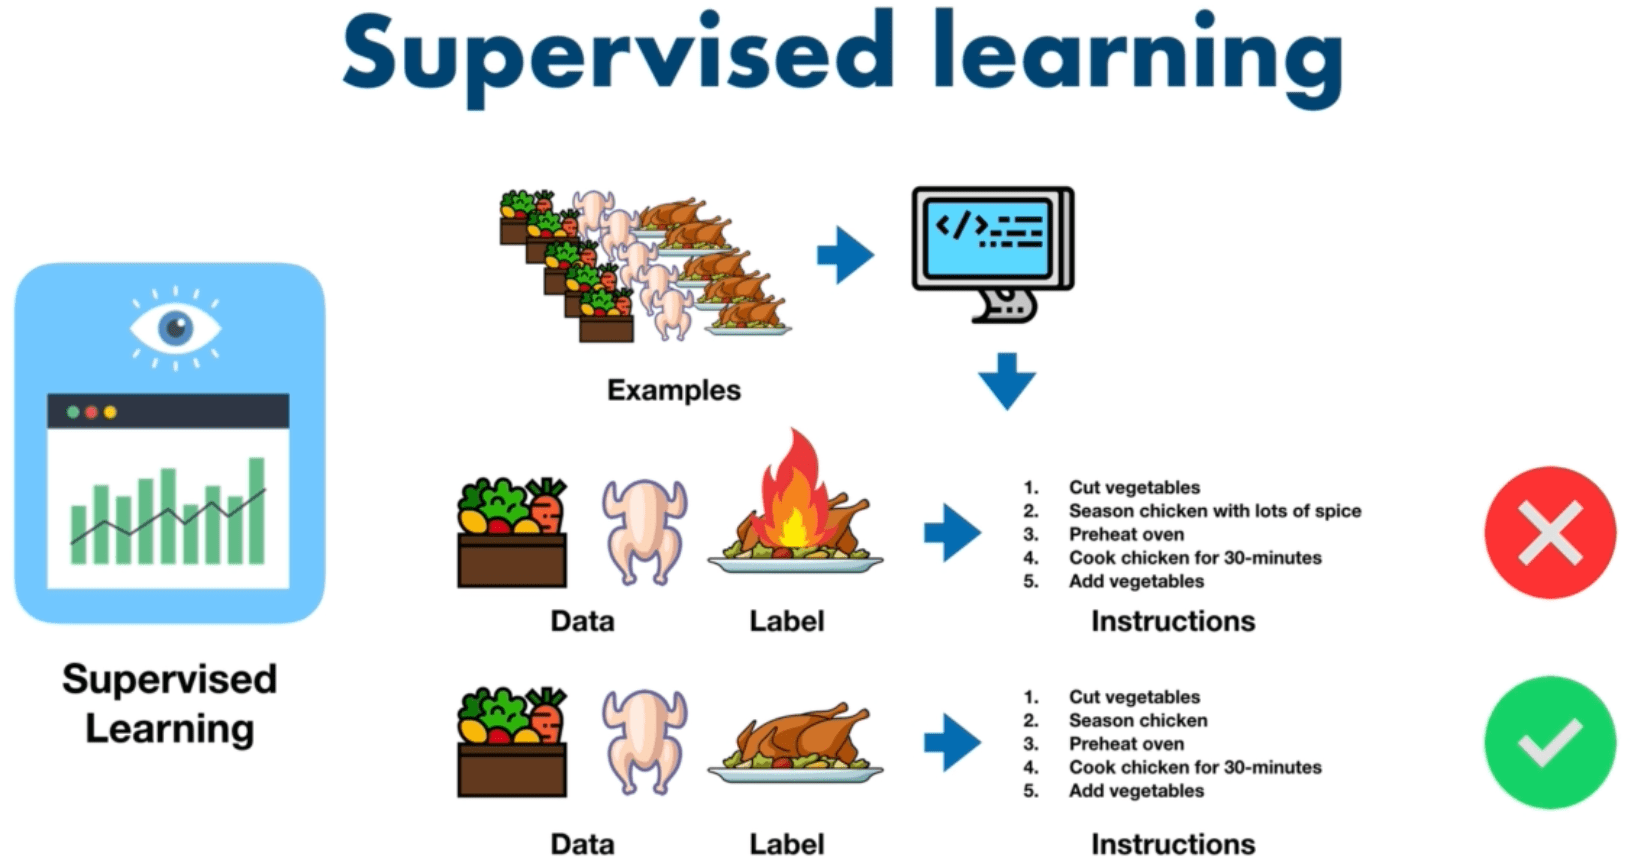 Supervised learning
Examples
</>
1. Cut vegetables
2. Season chicken with lots of spice
3. Preheat oven
4. Cook chicken for 30-minutes
5. Add vegetables
Data
Label
Instructions
Supervised
Learning
1. Cut vegetables
2. Season chicken
3. Preheat oven
4. Cook chicken for 30-minutes
5. Add vegetables
Data
Label
Instructions